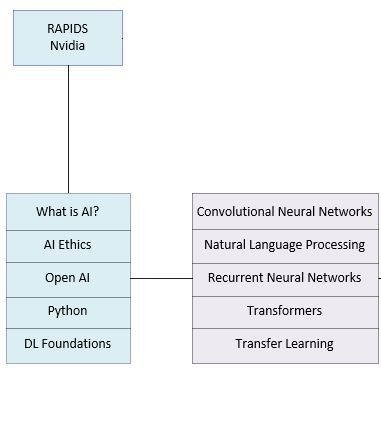 RAPIDS
Nvidia
What is AI?
AI Ethics
Open AI
Python
DL Foundations
Convolutional Neural Networks
Natural Language Processing
Recurrent Neural Networks
Transformers
Transfer Learning